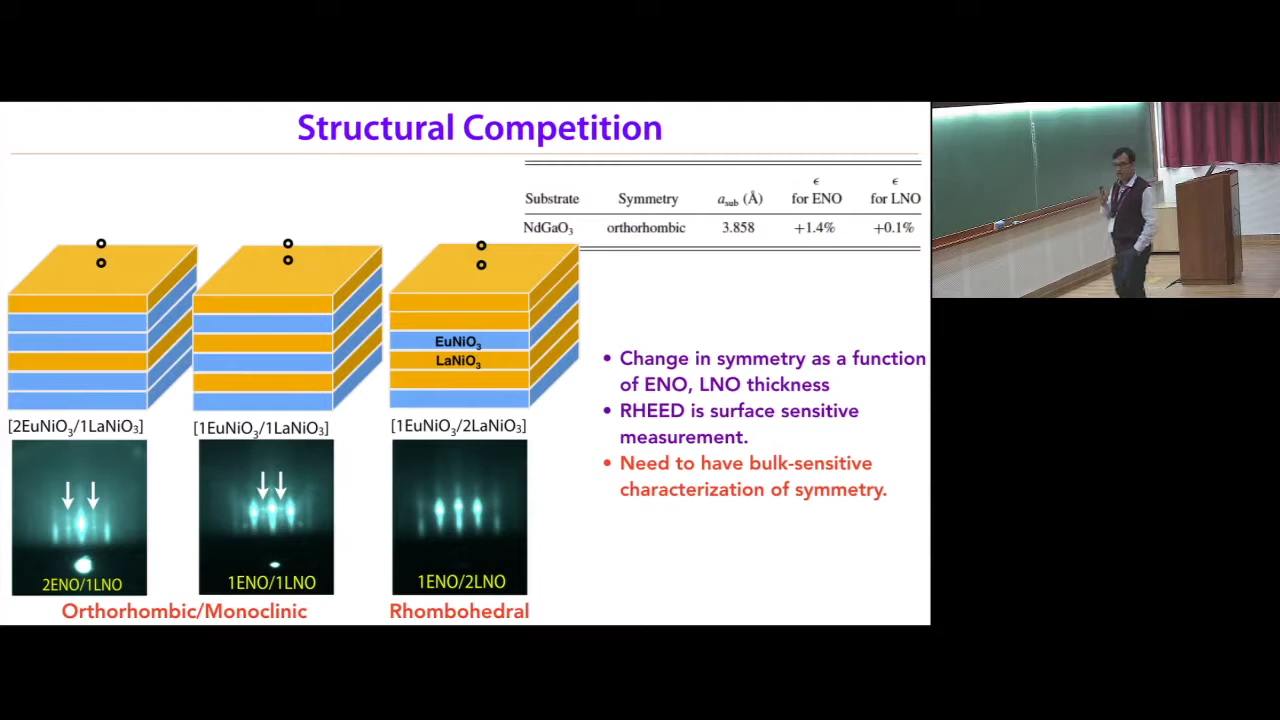 Structural Competition
Substrate Symmetry a_sub (Å) ϵ for ENO ϵ for LNO
NdGaO₃ orthorhombic 3.858 +1.4% +0.1%
EuNiO₃
LaNiO₃
[2EuNiO₃/1LaNiO₃]
[1EuNiO₃/1LaNiO₃]
[1EuNiO₃/2LaNiO₃]
2ENO/1LNO
1ENO/1LNO
1ENO/2LNO
Orthorhombic/Monoclinic
Rhombohedral
• Change in symmetry as a function
of ENO, LNO thickness
• RHEED is surface sensitive
measurement.
• Need to have bulk-sensitive
characterization of symmetry.